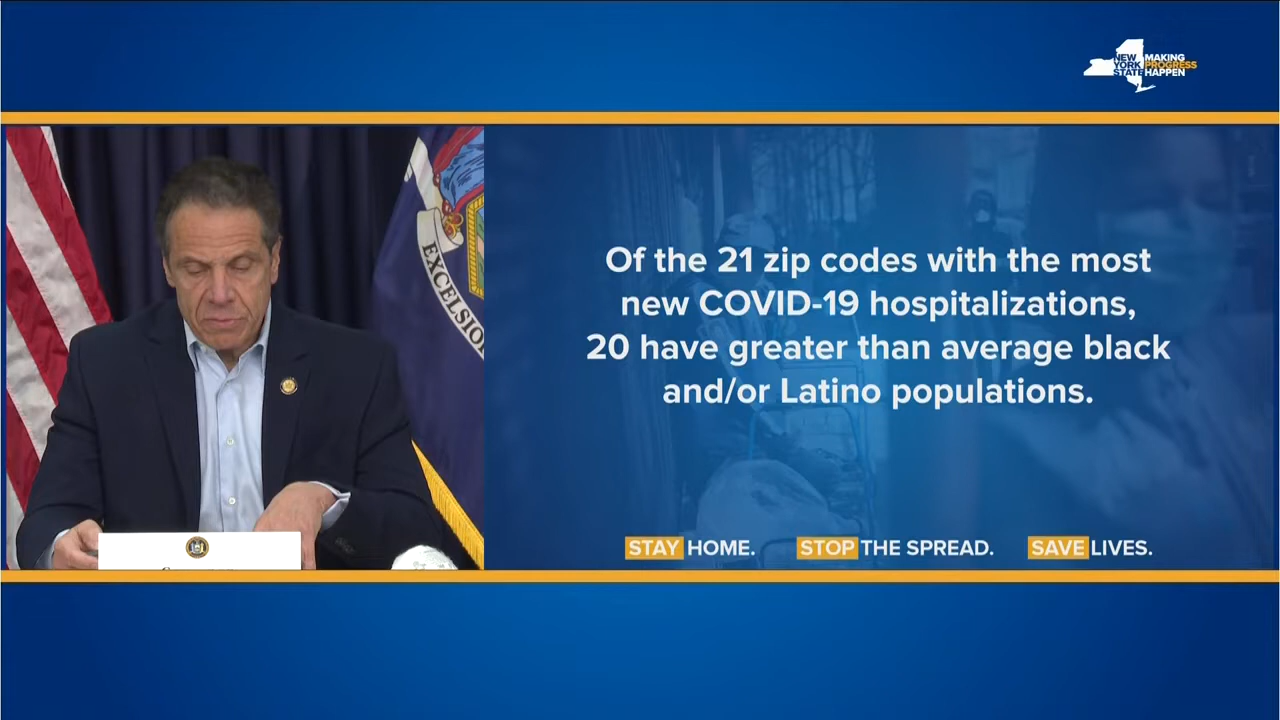 NEW YORK STATE
MAKING PROGRESS HAPPEN
EXCELSIO
Of the 21 zip codes with the most
new COVID-19 hospitalizations,
20 have greater than average black
and/or Latino populations.
STAY HOME. STOP THE SPREAD. SAVE LIVES.